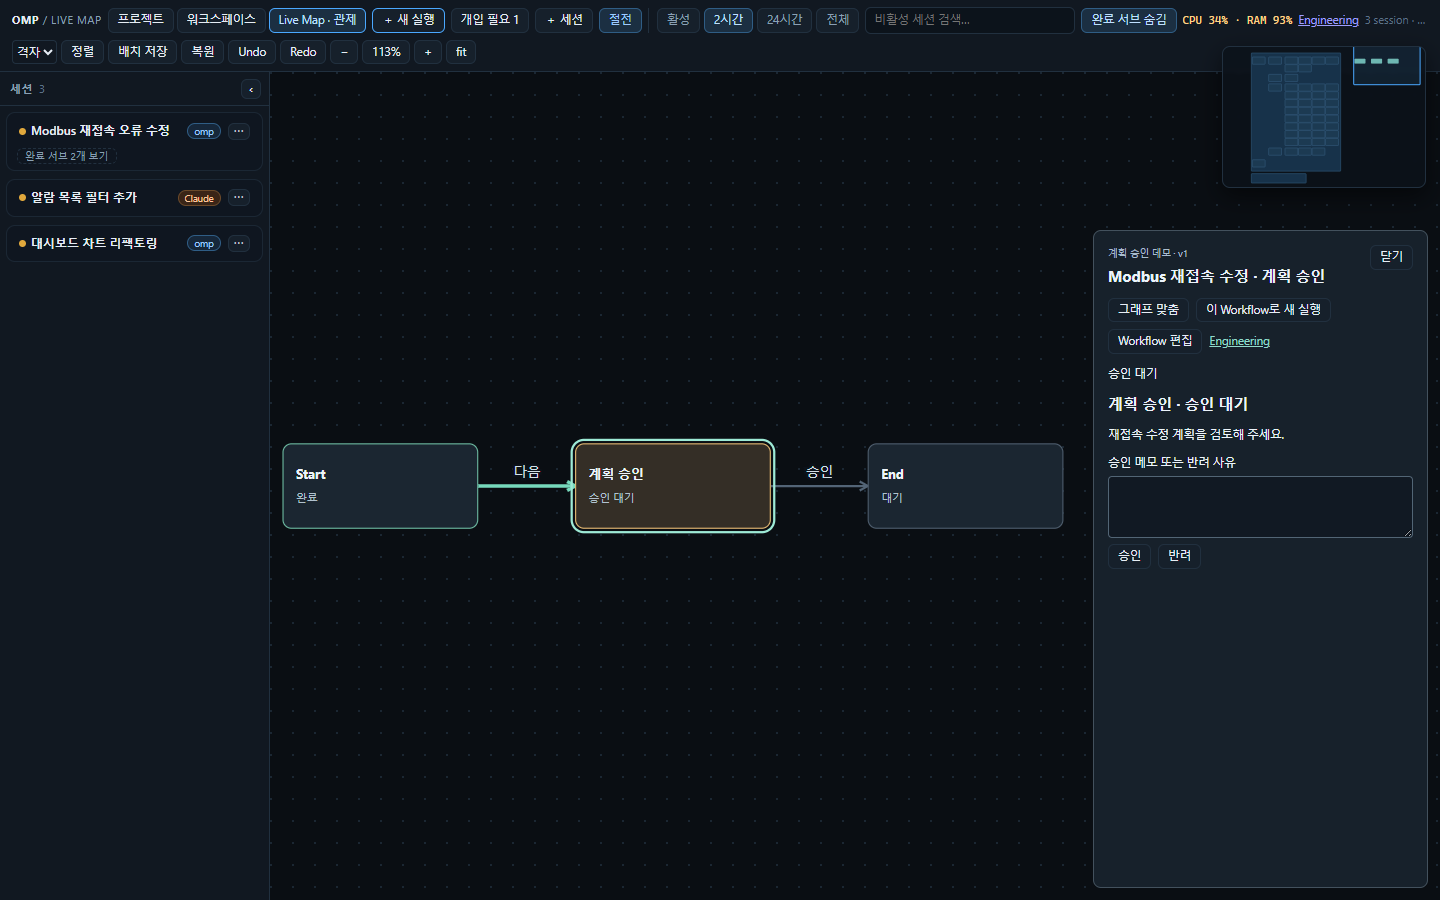 OMP / LIVE MAP 프로젝트 워크스페이스 Live Map · 관제 + 새 실행 개입 필요 1 + 세션 절전 활성 2시간 24시간 전체 비활성 세션 검색... 완료 서브 숨김 CPU 34% · RAM 93% Engineering 3 session · ...
격자 정렬 배치 저장 복원 Undo Redo − 113% + fit
세션 3 ‹
Modbus 재접속 오류 수정 omp ···
완료 서브 2개 보기
알람 목록 필터 추가 Claude ···
대시보드 차트 리팩토링 omp ···
Start
완료
다음
계획 승인
승인 대기
승인
End
대기
계획 승인 데모 · v1
닫기
Modbus 재접속 수정 · 계획 승인
그래프 맞춤 이 Workflow로 새 실행
Workflow 편집 Engineering
승인 대기
계획 승인 · 승인 대기
재접속 수정 계획을 검토해 주세요.
승인 메모 또는 반려 사유
승인 반려